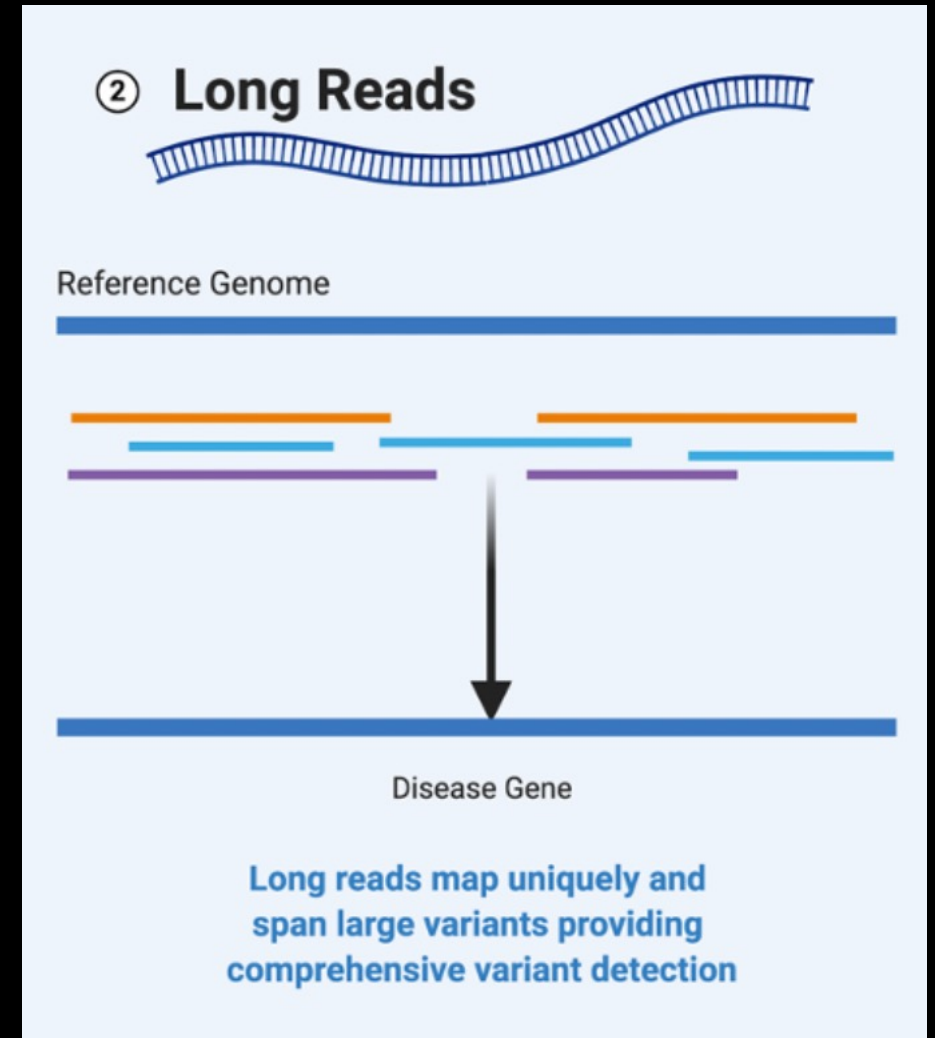 ② Long Reads
Reference Genome
Disease Gene
Long reads map uniquely and
span large variants providing
comprehensive variant detection